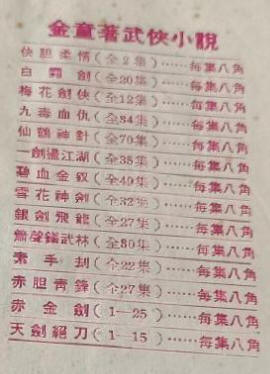 金童著武俠小說
俠胆柔情(全2集)……每集八角
白霜劍(全20集)……每集八角
梅花劍俠(全12集)……每集八角
九毒血仇(全84集)……每集八角
仙鶴神針(全70集)……每集八角
一劍邊江湖(全38集)……每集八角
碧血金釵(全49集)……每集八角
雪花神劍(全32集)……每集八角
銀劍飛龍(全27集)……每集八角
簫聲鑄武林(全80集)……每集八角
素手刦(全22集)……每集八角
赤胆青鋒(全27集)……每集八角
赤金劍(1—25)……每集八角
天劍絕刀(1—15)……每集八角